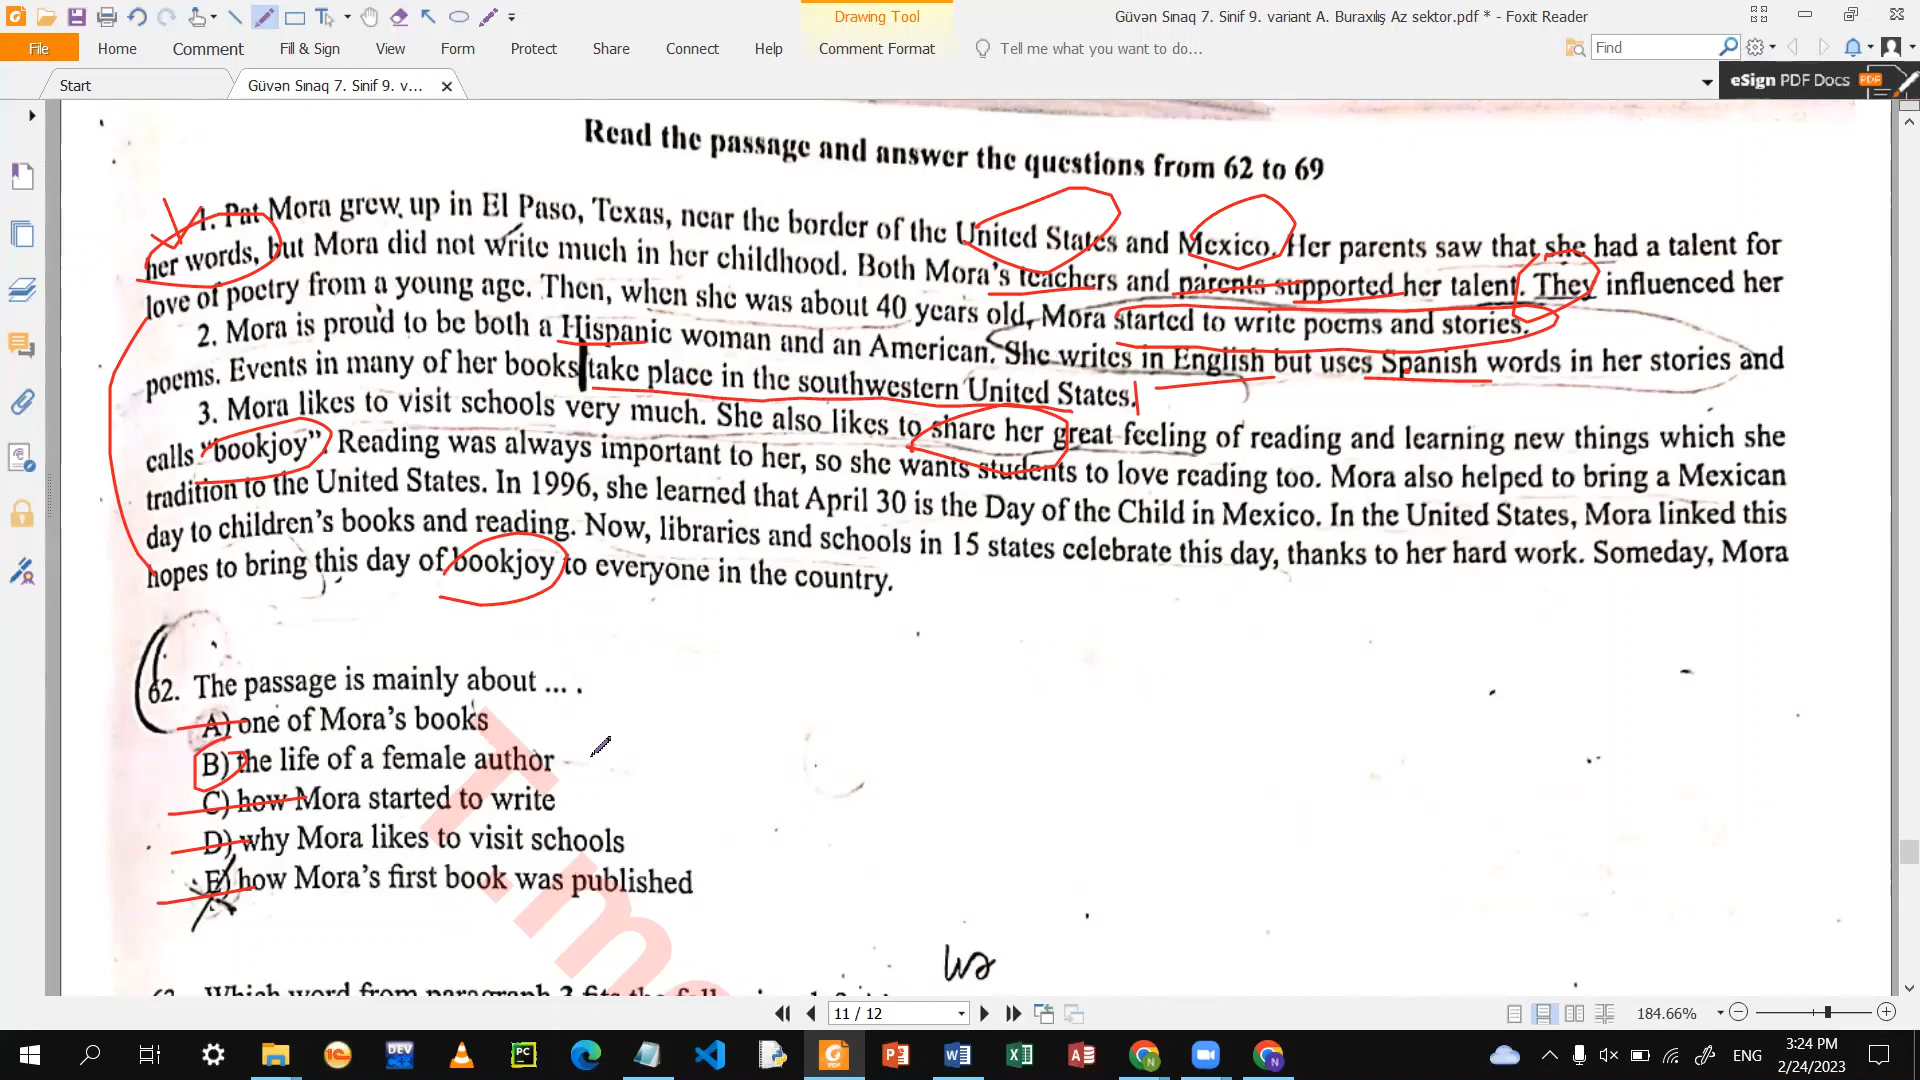 Drawing Tool
Güvən Sınaq 7. Sinif 9. variant A. Buraxılış Az sektor.pdf * - Foxit Reader
File Home Comment Fill & Sign View Form Protect Share Connect Help Comment Format Tell me what you want to do... Find
Start Güvən Sınaq 7. Sinif 9. v... eSign PDF Docs PDF
Read the passage and answer the questions from 62 to 69
1. Pat Mora grew up in El Paso, Texas, near the border of the United States and Mexico. Her parents saw that she had a talent for
her words, but Mora did not write much in her childhood. Both Mora's teachers and parents supported her talent. They influenced her
love of poetry from a young age. Then, when she was about 40 years old, Mora started to write poems and stories.
2. Mora is proud to be both a Hispanic woman and an American. She writes in English but uses Spanish words in her stories and
poems. Events in many of her books take place in the southwestern United States.
3. Mora likes to visit schools very much. She also likes to share her great feeling of reading and learning new things which she
calls "bookjoy". Reading was always important to her, so she wants students to love reading too. Mora also helped to bring a Mexican
tradition to the United States. In 1996, she learned that April 30 is the Day of the Child in Mexico. In the United States, Mora linked this
day to children's books and reading. Now, libraries and schools in 15 states celebrate this day, thanks to her hard work. Someday, Mora
hopes to bring this day of bookjoy to everyone in the country.
62. The passage is mainly about ... .
A) one of Mora's books
B) the life of a female author
C) how Mora started to write
D) why Mora likes to visit schools
E) how Mora's first book was published
T.me
Which word from paragraph 3 fits the
11 / 12
184.66%
ENG
3:24 PM
2/24/2023